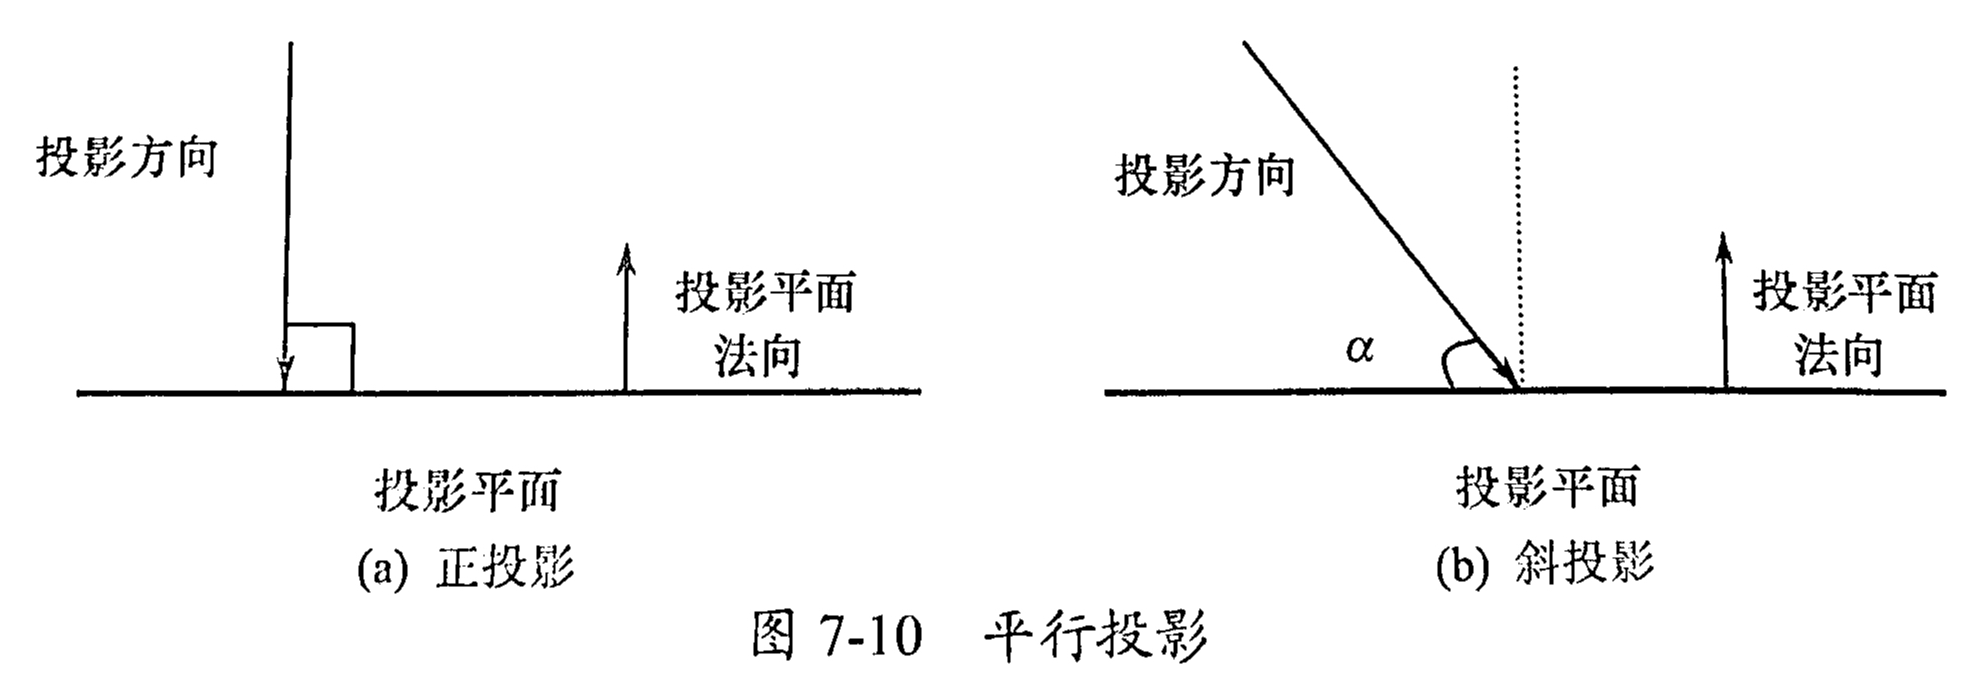 投影方向
投影平面
法向
投影平面
(a) 正投影
投影方向
α
投影平面
法向
投影平面
(b) 斜投影
图 7-10 平行投影